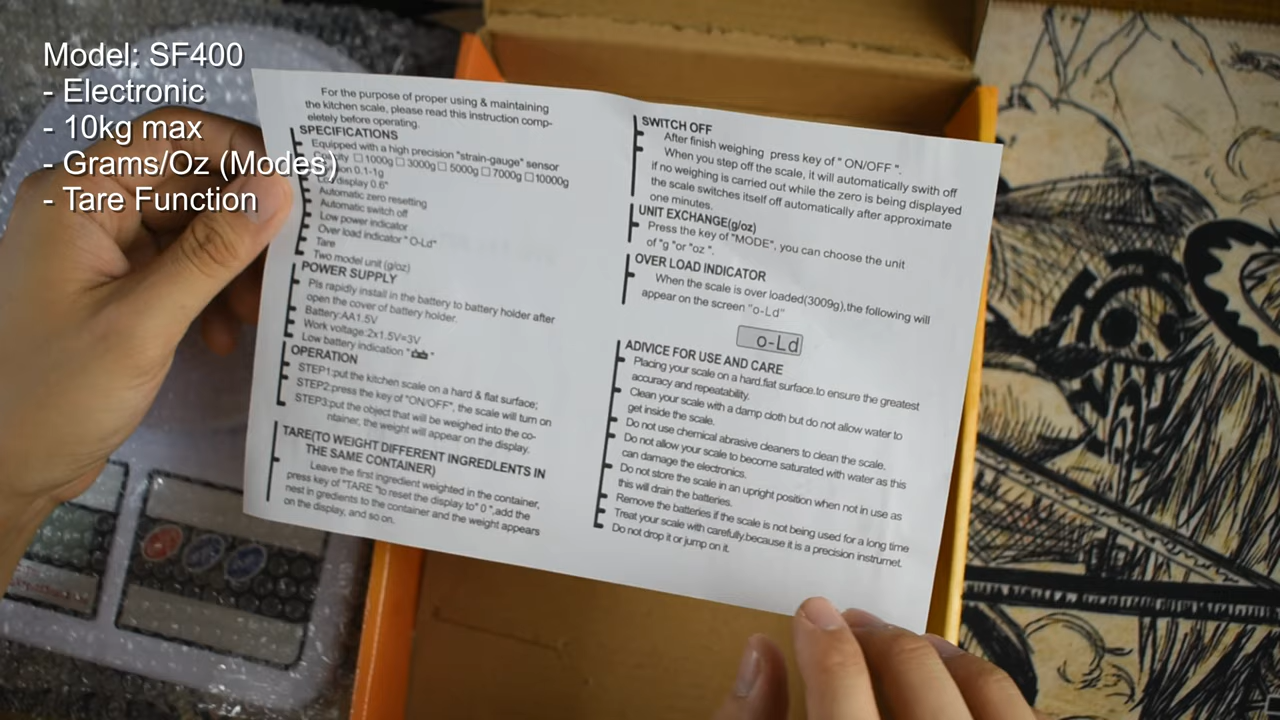 Model: SF400
- Electronic
- 10kg max
- Grams/Oz (Modes)
- Tare Function
For the purpose of proper using & maintaining
the kitchen scale, please read this instruction comp-
letely before operating.
SPECIFICATIONS
Equipped with a high precision "strain-gauge" sensor
□1000g □3000g □5000g □7000g □10000g
0.1-1g
display 0.6"
Automatic zero resetting
Automatic switch off
Low power indicator
Over load indicator " O-Ld"
Tare
Two model unit (g/oz)
POWER SUPPLY
Pls rapidly install in the battery to battery holder after
open the cover of battery holder.
Battery:AA1.5V
Work voltage:2x1.5V=3V
Low battery indication " "
OPERATION
STEP1:put the kitchen scale on a hard & flat surface;
STEP2:press the key of "ON/OFF", the scale will turn on
STEP3:put the object that will be weighed into the co-
ntainer, the weight will appear on the display.
TARE(TO WEIGHT DIFFERENT INGREDLENTS IN
THE SAME CONTAINER)
Leave the first ingredient weighted in the container,
press key of "TARE "to reset the display to" 0 ",add the
nest in gredients to the container and the weight appears
on the display, and so on.
SWITCH OFF
After finish weighing press key of " ON/OFF ".
When you step off the scale, it will automatically swith off
if no weighing is carried out while the zero is being displayed
the scale switches itself off automatically after approximate
one minutes.
UNIT EXCHANGE(g/oz)
Press the key of "MODE", you can choose the unit
of "g "or "oz ".
OVER LOAD INDICATOR
When the scale is over loaded(3009g),the following will
appear on the screen "o-Ld"
o-Ld
ADIVICE FOR USE AND CARE
Placing your scale on a hard.flat surface.to ensure the greatest
accuracy and repeatability.
Clean your scale with a damp cloth but do not allow water to
get inside the scale.
Do not use chemical abrasive cleaners to clean the scale.
Do not allow your scale to become saturated with water as this
can damage the electronics.
Do not store the scale in an upright position when not in use as
this will drain the batteries.
Remove the batteries if the scale is not being used for a long time
Treat your scale with carefully.because it is a precision instrumet.
Do not drop it or jump on it.